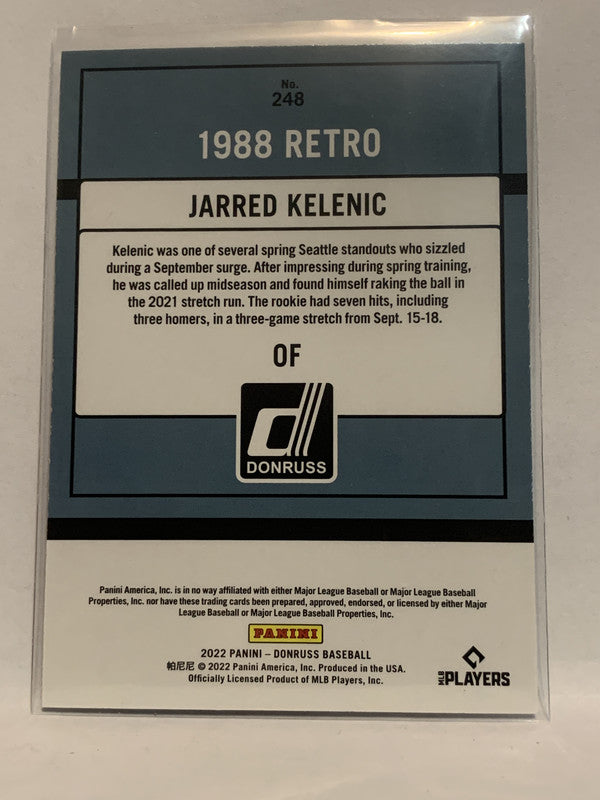 No.
248
1988 RETRO
JARRED KELENIC
Kelenic was one of several spring Seattle standouts who sizzled
during a September surge. After impressing during spring training,
he was called up midseason and found himself raking the ball in
the 2021 stretch run. The rookie had seven hits, including
three homers, in a three-game stretch from Sept. 15-18.
OF
d
DONRUSS
Panini America, Inc. is in no way affiliated with either Major League Baseball or Major League Baseball
Properties, Inc. nor have these trading cards been prepared, approved, endorsed, or licensed by either Major
League Baseball or Major League Baseball Properties, Inc.
PANINI
2022 PANINI – DONRUSS BASEBALL
帕尼尼 © 2022 Panini America, Inc. Produced in the USA.
Officially Licensed Product of MLB Players, Inc.
MLB PLAYERS